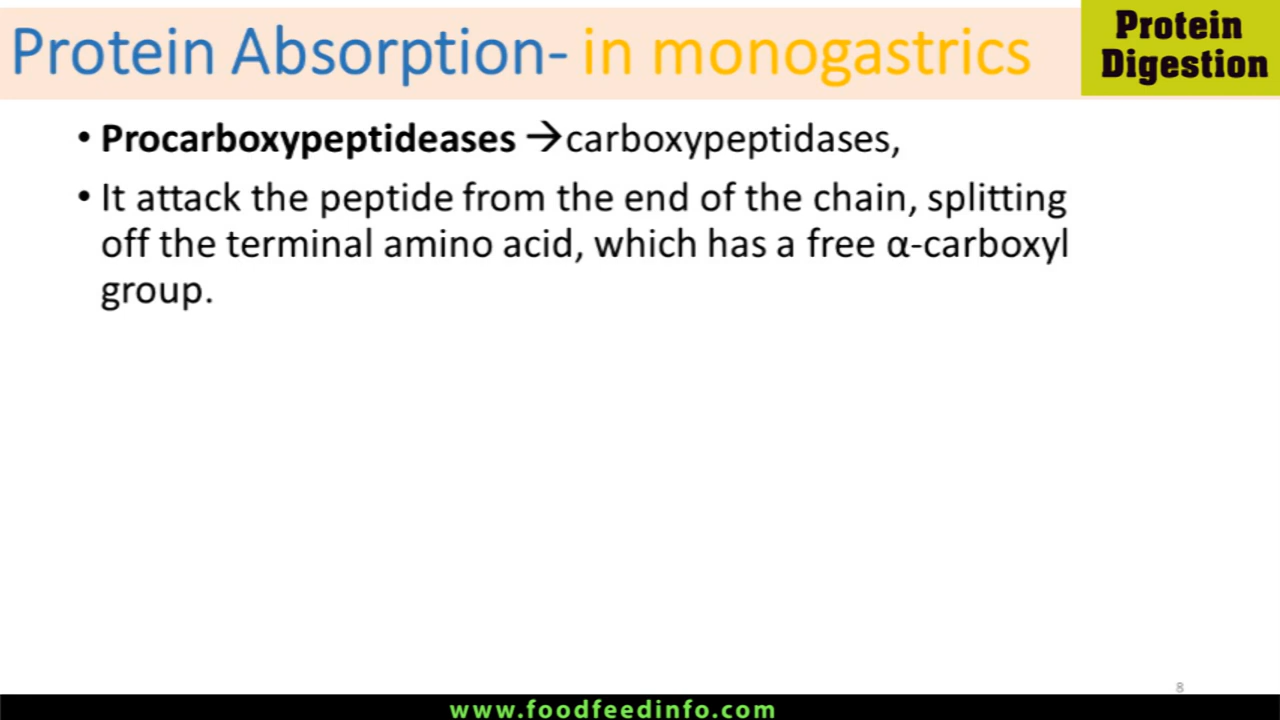 Protein Absorption- in monogastrics
Protein
Digestion
• Procarboxypeptideases →carboxypeptidases,
• It attack the peptide from the end of the chain, splitting
off the terminal amino acid, which has a free α-carboxyl
group.
8
www.foodfeedinfo.com